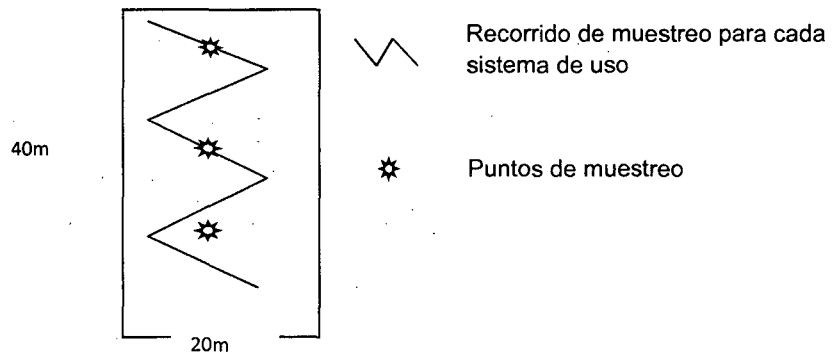 Recorrido de muestreo para cada
sistema de uso
40m
Puntos de muestreo
20m